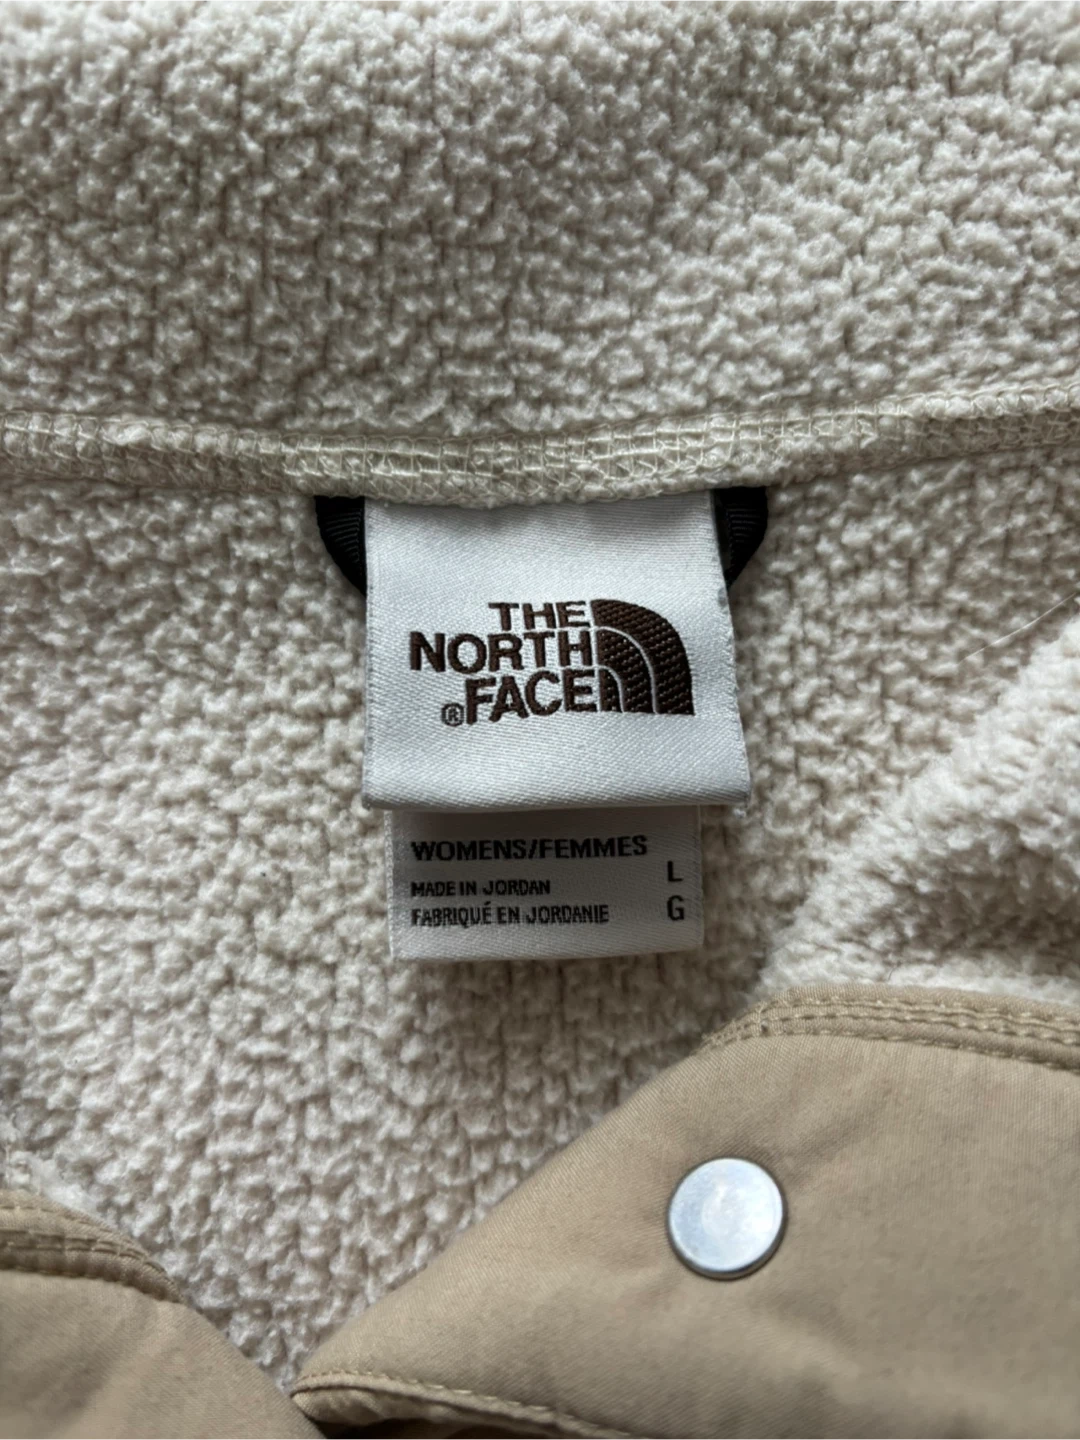 THE
NORTH
®FACE
WOMENS/FEMMES
MADE IN JORDAN L
FABRIQUÉ EN JORDANIE G